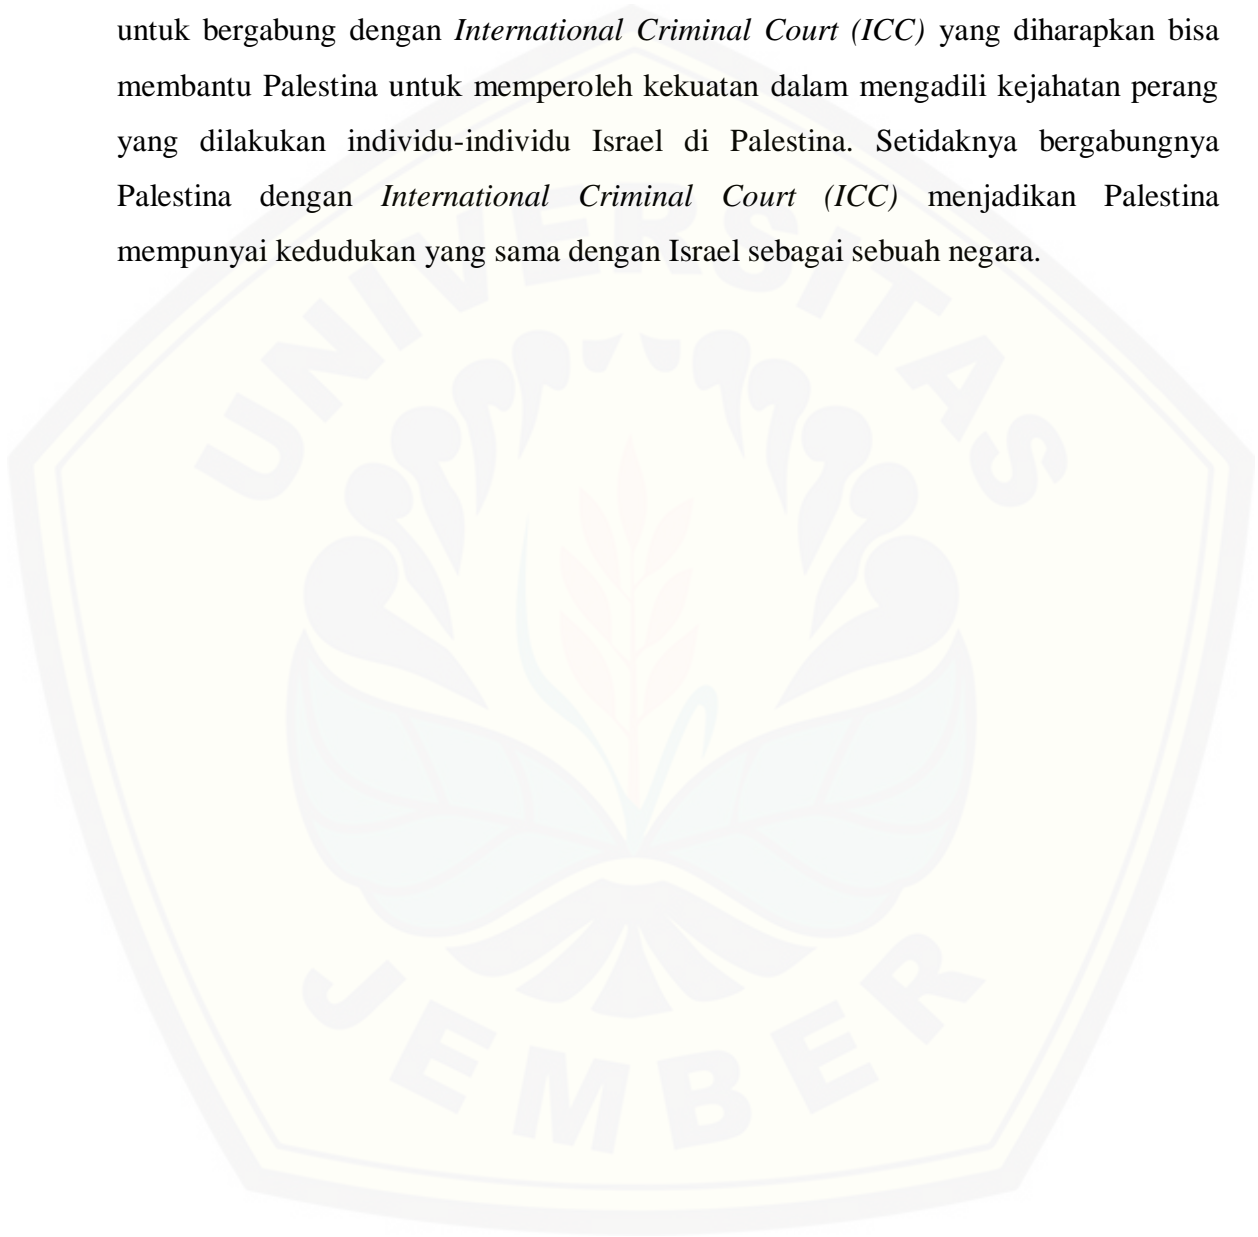 untuk bergabung dengan International Criminal Court (ICC) yang diharapkan bisa
membantu Palestina untuk memperoleh kekuatan dalam mengadili kejahatan perang
yang dilakukan individu-individu Israel di Palestina. Setidaknya bergabungnya
Palestina dengan International Criminal Court (ICC) menjadikan Palestina
mempunyai kedudukan yang sama dengan Israel sebagai sebuah negara.
UNIVERSITAS
JEMBER